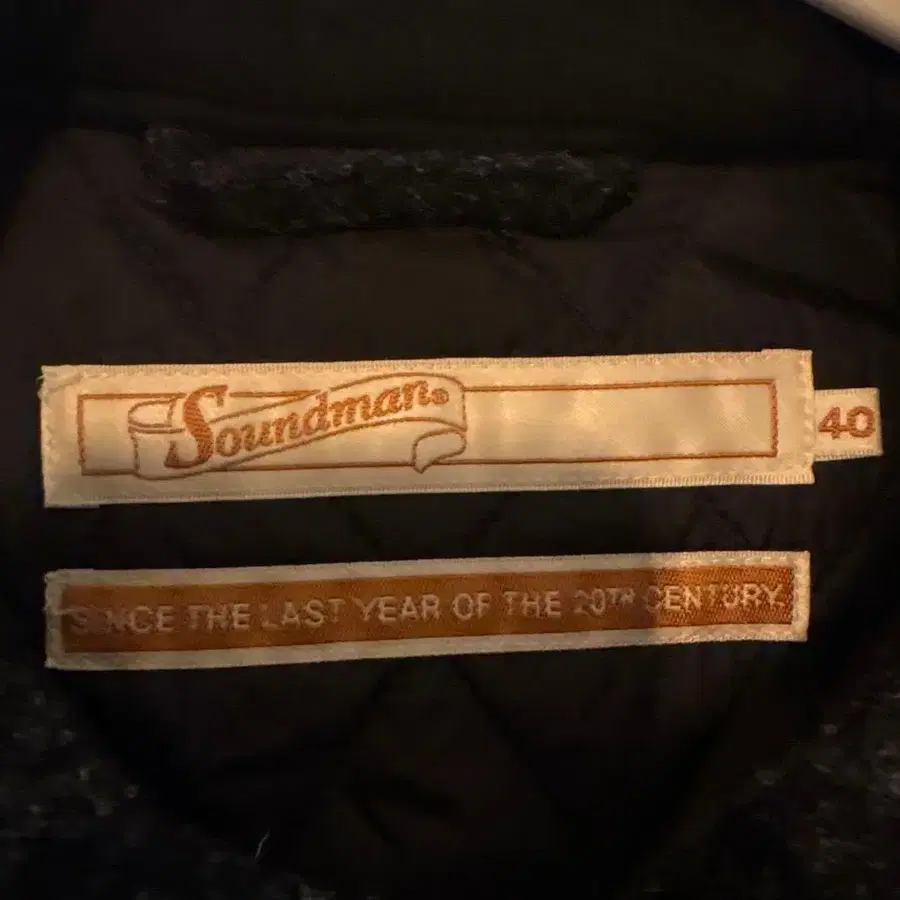 Soundman®
40
SINCE THE LAST YEAR OF THE 20TH CENTURY.